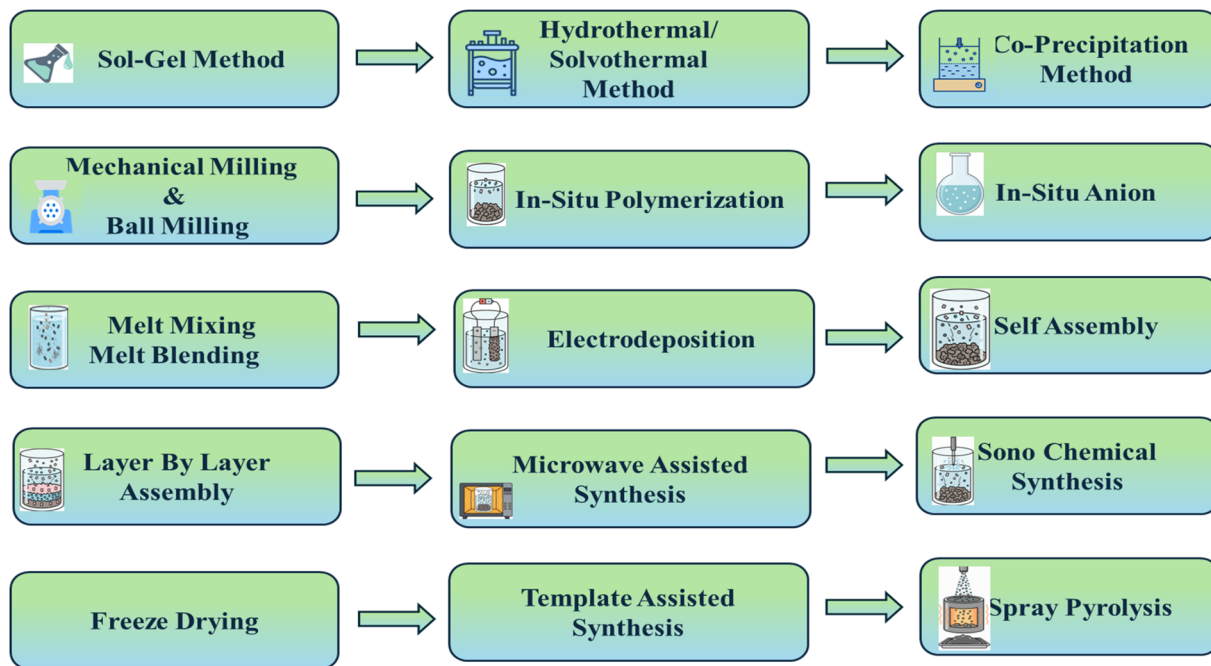 Sol-Gel Method
Hydrothermal/
Solvothermal
Method
Co-Precipitation
Method
Mechanical Milling
&
Ball Milling
In-Situ Polymerization
In-Situ Anion
Melt Mixing
Melt Blending
Electrodeposition
Self Assembly
Layer By Layer
Assembly
Microwave Assisted
Synthesis
Sono Chemical
Synthesis
Freeze Drying
Template Assisted
Synthesis
Spray Pyrolysis